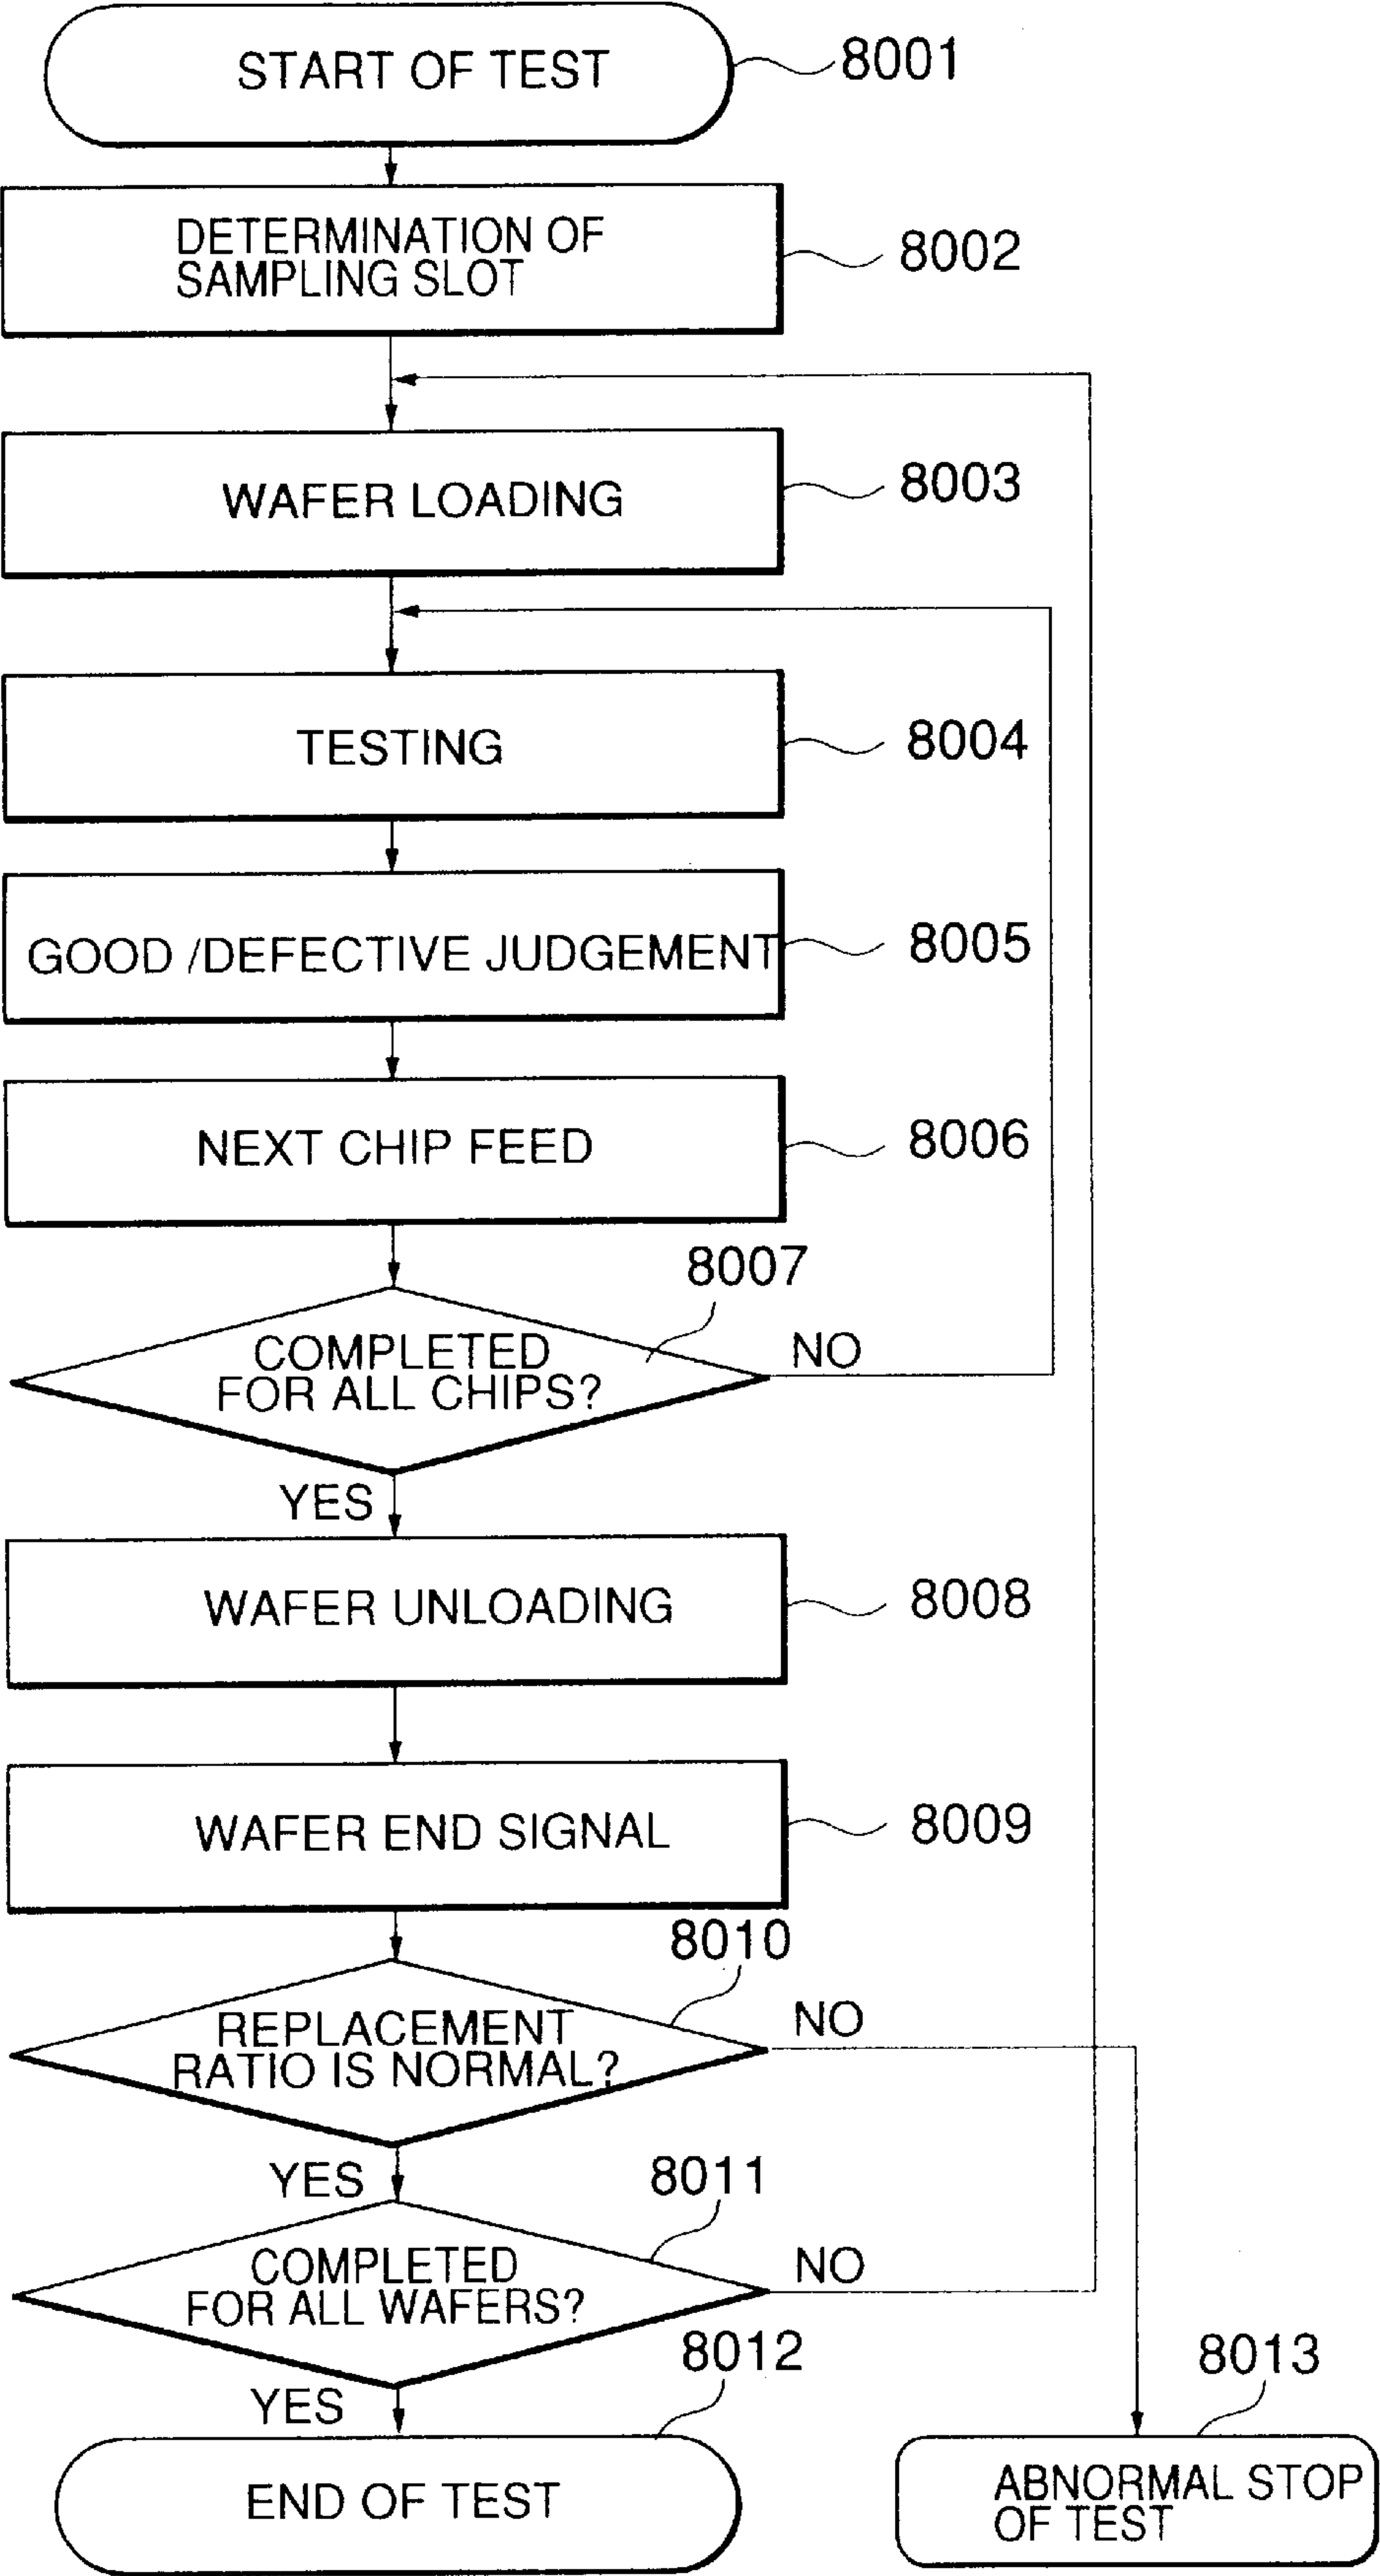 START OF TEST
8001
DETERMINATION OF
SAMPLING SLOT
8002
WAFER LOADING
8003
TESTING
8004
GOOD /DEFECTIVE JUDGEMENT
8005
NEXT CHIP FEED
8006
8007
COMPLETED
FOR ALL CHIPS?
NO
YES
WAFER UNLOADING
8008
WAFER END SIGNAL
8009
8010
REPLACEMENT
RATIO IS NORMAL?
NO
YES
8011
COMPLETED
FOR ALL WAFERS?
NO
YES
8012
END OF TEST
8013
ABNORMAL STOP
OF TEST